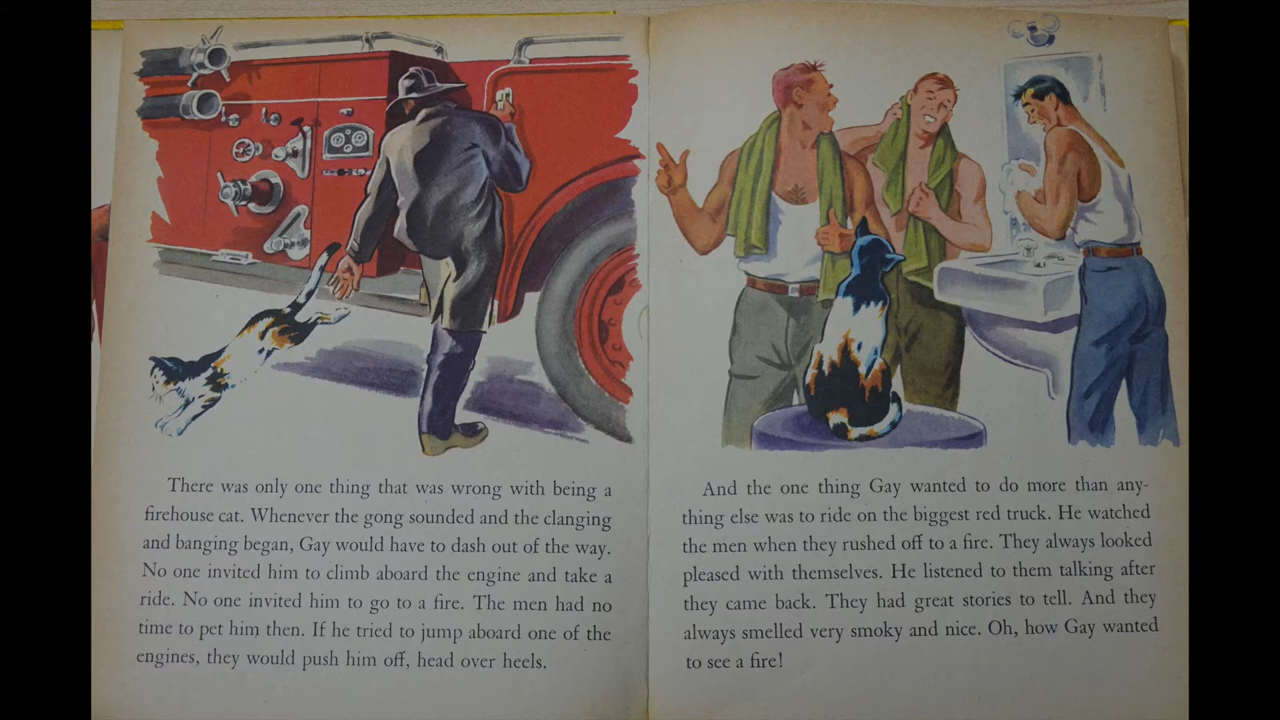 There was only one thing that was wrong with being a
firehouse cat. Whenever the gong sounded and the clanging
and banging began, Gay would have to dash out of the way.
No one invited him to climb aboard the engine and take a
ride. No one invited him to go to a fire. The men had no
time to pet him then. If he tried to jump aboard one of the
engines, they would push him off, head over heels.
And the one thing Gay wanted to do more than any-
thing else was to ride on the biggest red truck. He watched
the men when they rushed off to a fire. They always looked
pleased with themselves. He listened to them talking after
they came back. They had great stories to tell. And they
always smelled very smoky and nice. Oh, how Gay wanted
to see a fire!